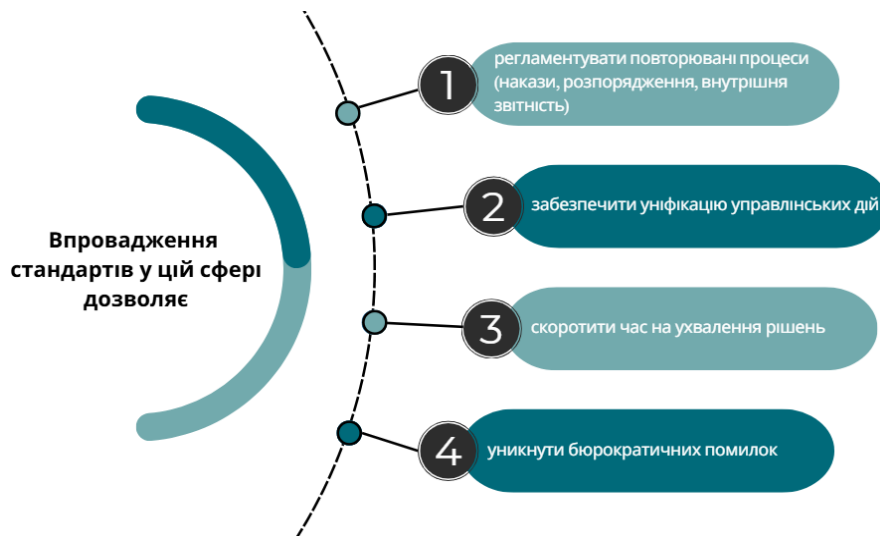 Впровадження
стандартів у цій сфері
дозволяє
1
регламентувати повторювані процеси
(накази, розпорядження, внутрішня
звітність)
2
забезпечити уніфікацію управлінських дій
3
скоротити час на ухвалення рішень
4
уникнути бюрократичних помилок